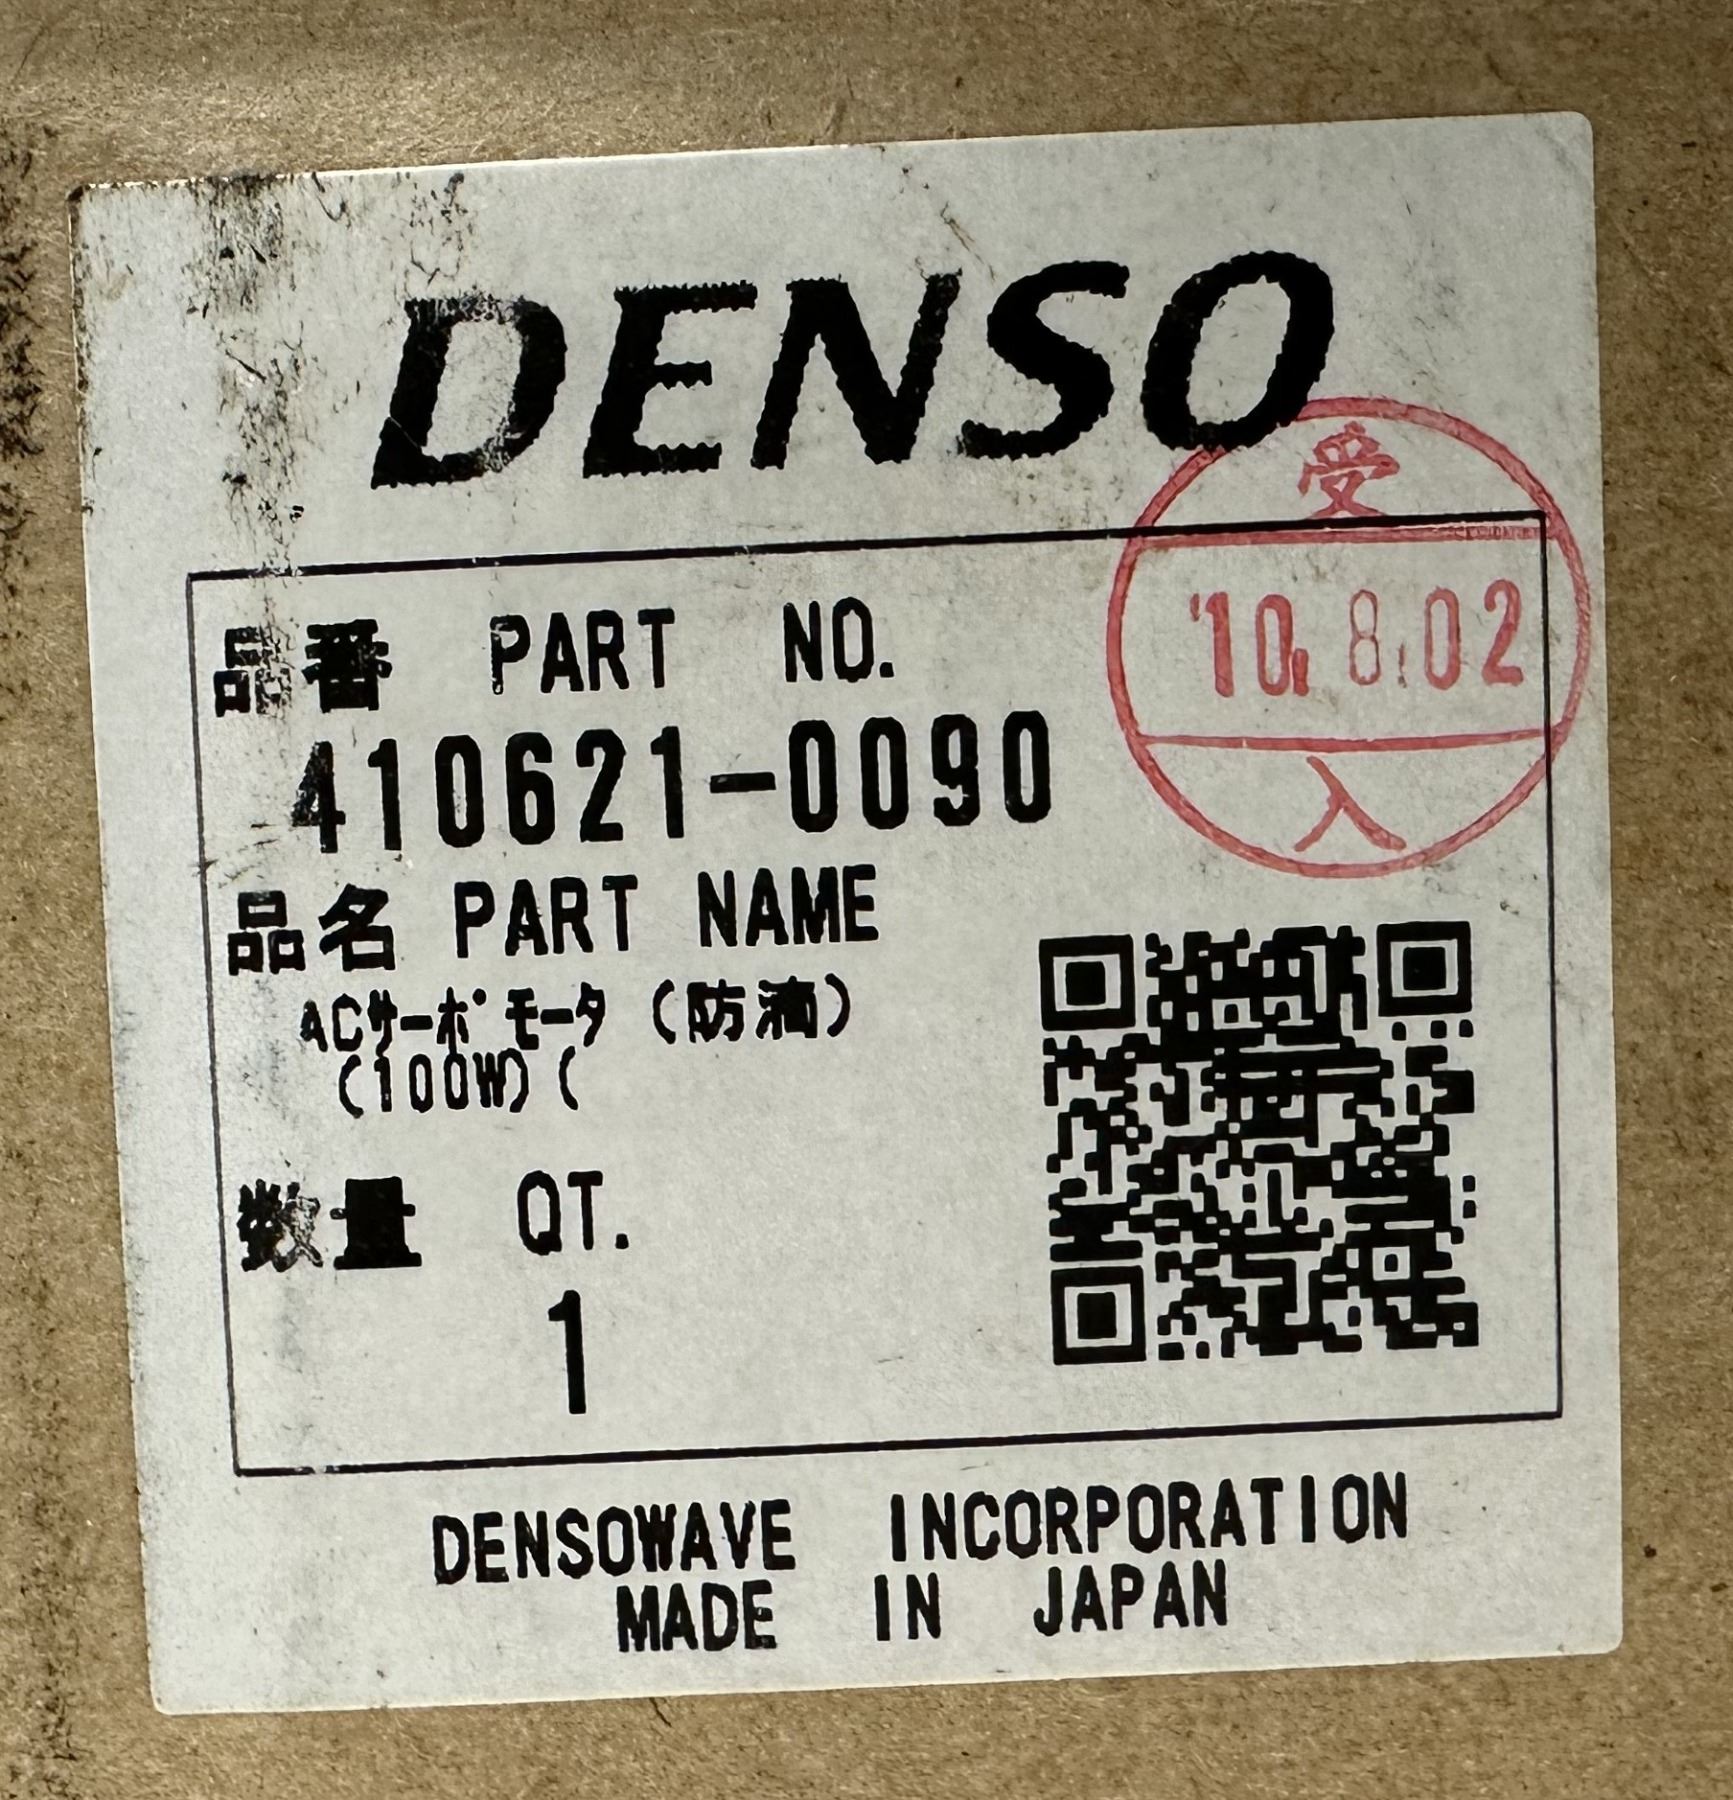 DENSO
受
'10. 8. 02
入
品番 PART NO.
410621-0090
品名 PART NAME
ACサーボモータ(防滴)
(100W)(
数量 QT.
1
DENSOWAVE INCORPORATION
MADE IN JAPAN